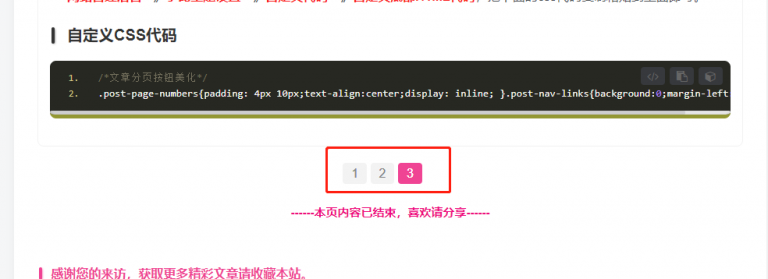 自定义CSS代码
1. /*文章分页按钮美化*/
2. .post-page-numbers{padding: 4px 10px;text-align:center;display: inline; }.post-nav-links{background:0;margin-left:
1 2 3
------本页内容已结束，喜欢请分享------
感谢您的来访，获取更多精彩文章请收藏本站。